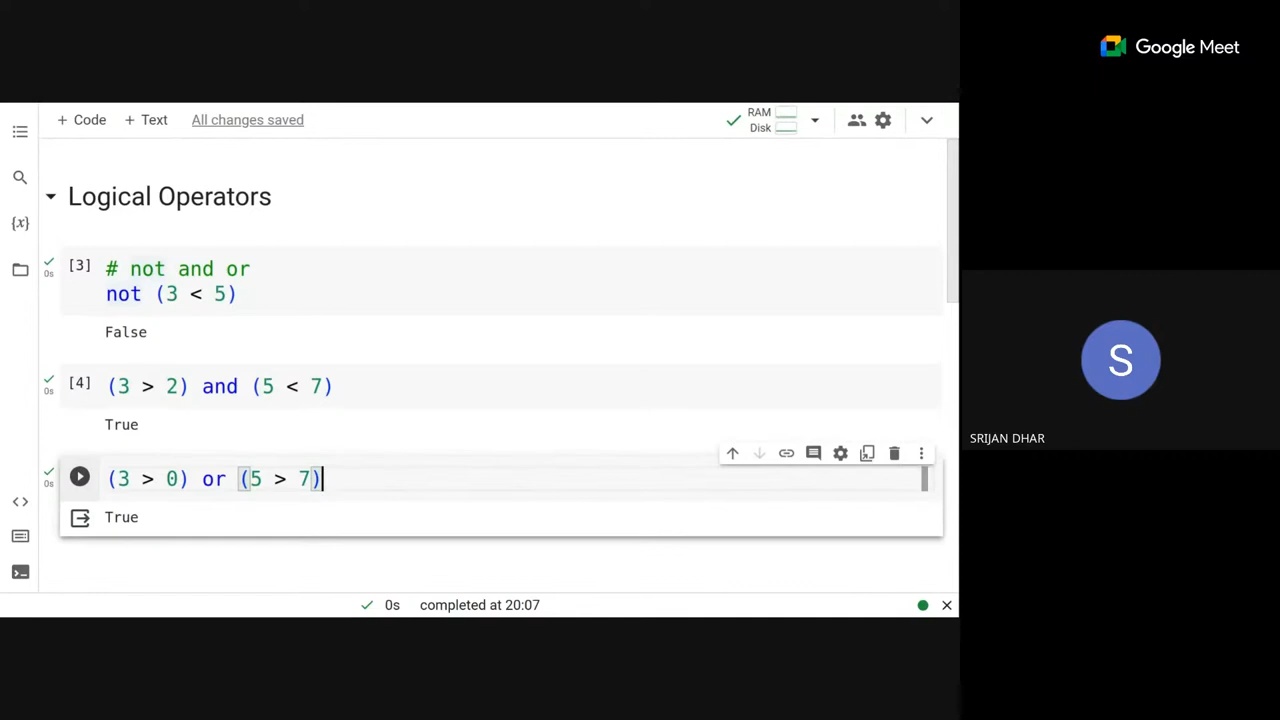 Google Meet
+ Code + Text All changes saved
RAM
Disk
Logical Operators
[3] # not and or
0s not (3 < 5)
False
[4] (3 > 2) and (5 < 7)
0s
True
(3 > 0) or (5 > 7)
0s
True
{x}
S
SRIJAN DHAR
0s completed at 20:07